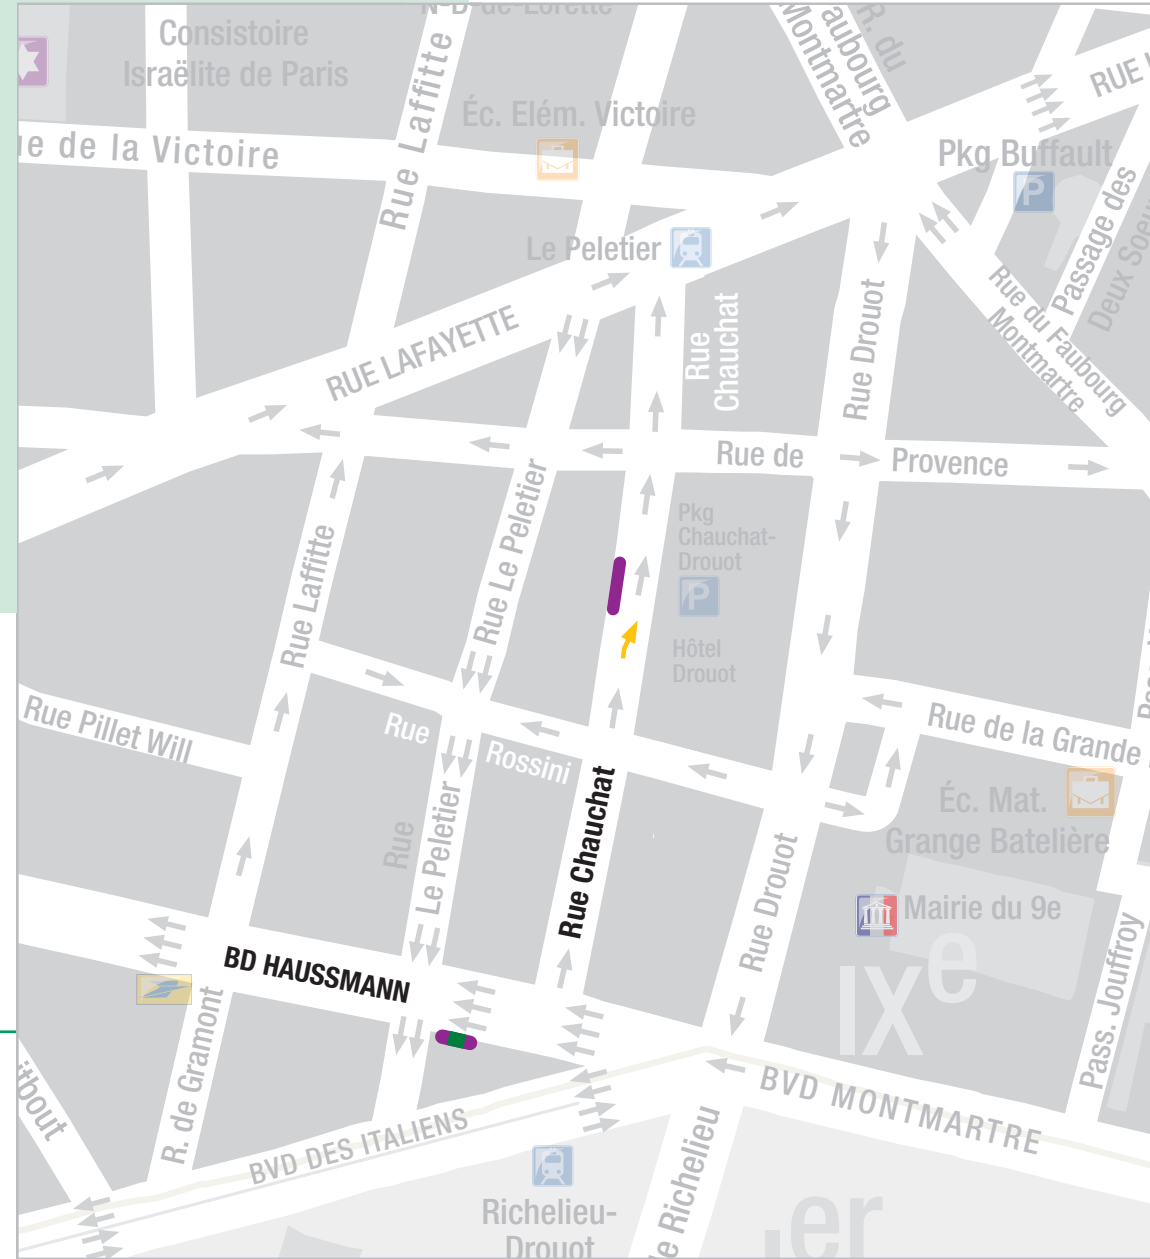 N-D-de-Lorette
Consistoire
Israëlite de Paris
Rue Laffitte
Éc. Elém. Victoire
Montmartre
aubourg
R. du
RUE
ue de la Victoire
Pkg Buffault
P
Passage des
Deux Soeu
Le Peletier
Rue
Chauchat
Rue Drouot
Rue du Faubourg
Montmartre
RUE LAFAYETTE
Rue de
Provence
Rue Le Peletier
Pkg
Chauchat-
Drouot
P
Hôtel
Drouot
Rue Laffitte
Rue Pillet Will
Rue
Rossini
Rue de la Grande
Éc. Mat.
Grange Batelière
Rue
Le Peletier
Rue Chauchat
Rue Drouot
Mairie du 9e
IXe
Pass. Jouffroy
BD HAUSSMANN
R. de Gramont
itbout
BVD MONTMARTRE
BVD DES ITALIENS
Richelieu-
Drouot
e Richelieu
er